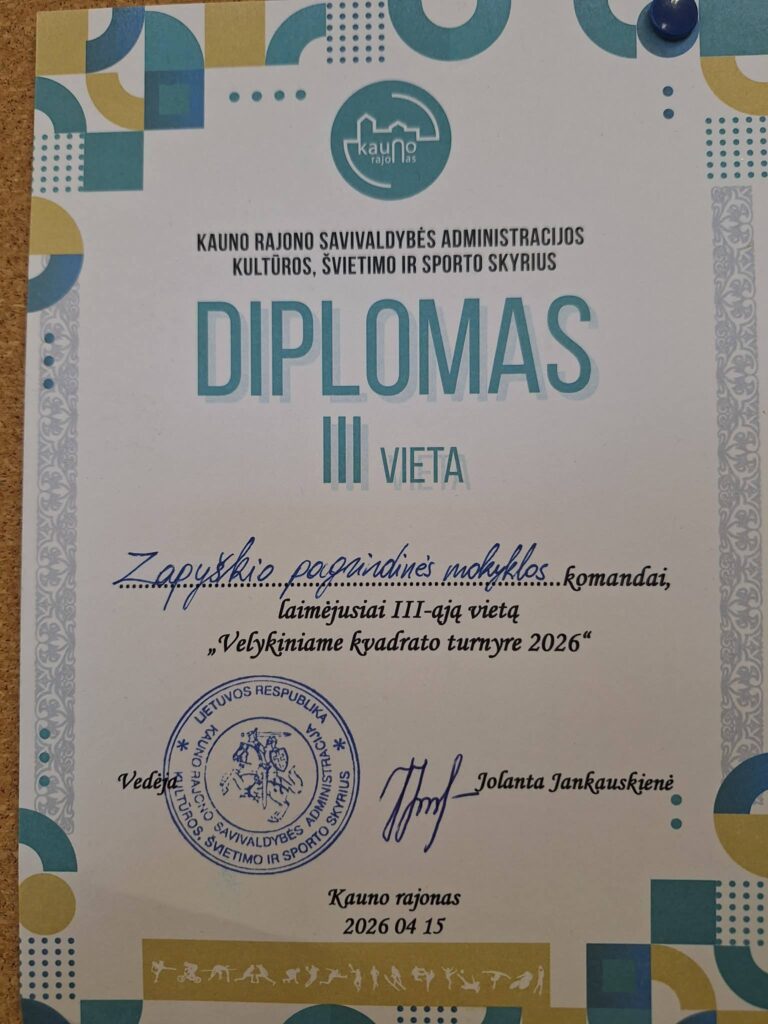 kauno
rajonas
KAUNO RAJONO SAVIVALDYBĖS ADMINISTRACIJOS
KULTŪROS, ŠVIETIMO IR SPORTO SKYRIUS
DIPLOMAS
III VIETA
Zapyškio pagrindinės mokyklos komandai,
laimėjusiai III-ąją vietą
„Velykiniame kvadrato turnyre 2026“
LIETUVOS RESPUBLIKA
KAUNO RAJONO SAVIVALDYBĖS ADMINISTRACIJA
KULTŪROS, ŠVIETIMO IR SPORTO SKYRIUS
Vedėja
Jolanta Jankauskienė
Kauno rajonas
2026 04 15